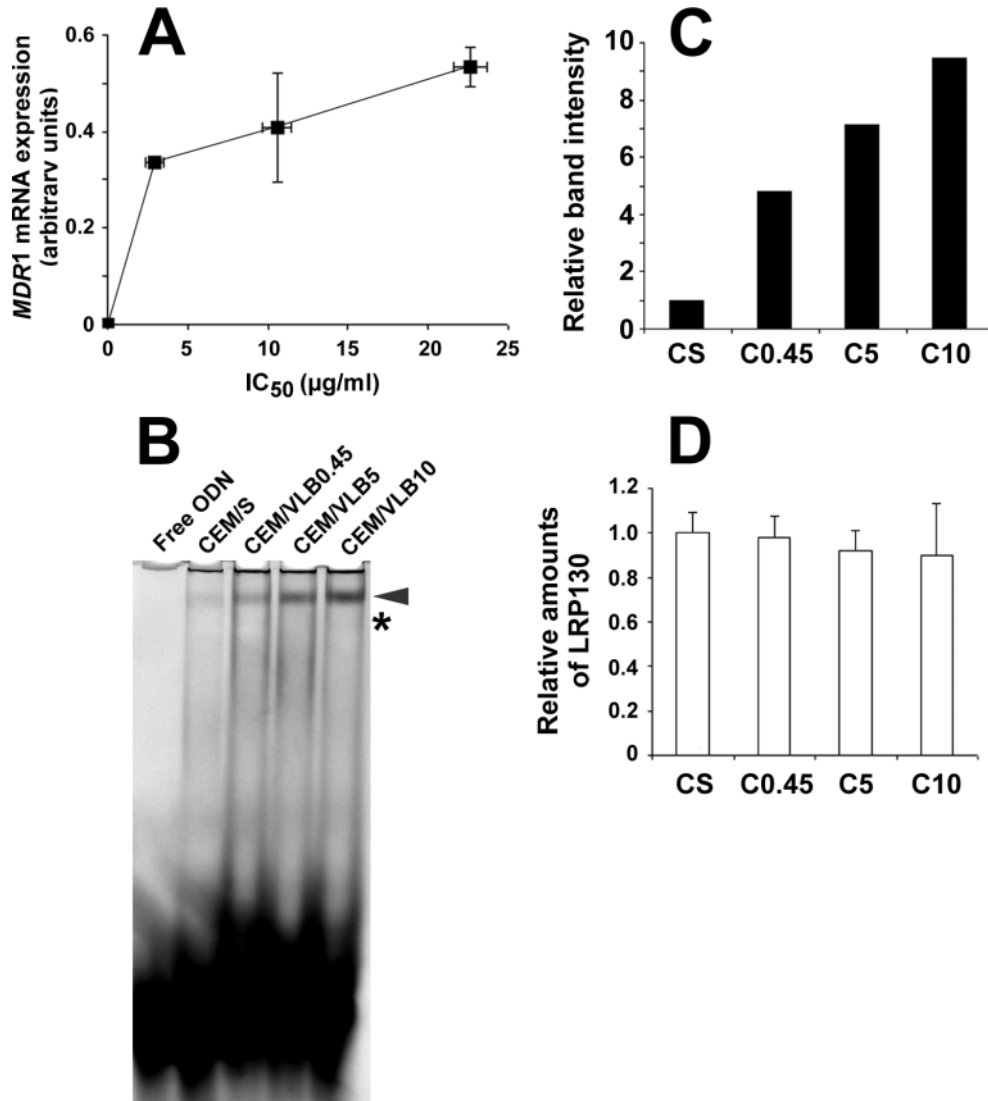 A
MDR1 mRNA expression
(arbitrary units)
0.6
0.4
0.2
0
0
5
10
15
20
25
IC50 (µg/ml)
C
Relative band intensity
10
8
6
4
2
0
CS
C0.45
C5
C10
B
Free ODN
CEM/S
CEM/VLB0.45
CEM/VLB5
CEM/VLB10
*
D
Relative amounts
of LRP130
1.2
1.0
0.8
0.6
0.4
0.2
0
CS
C0.45
C5
C10